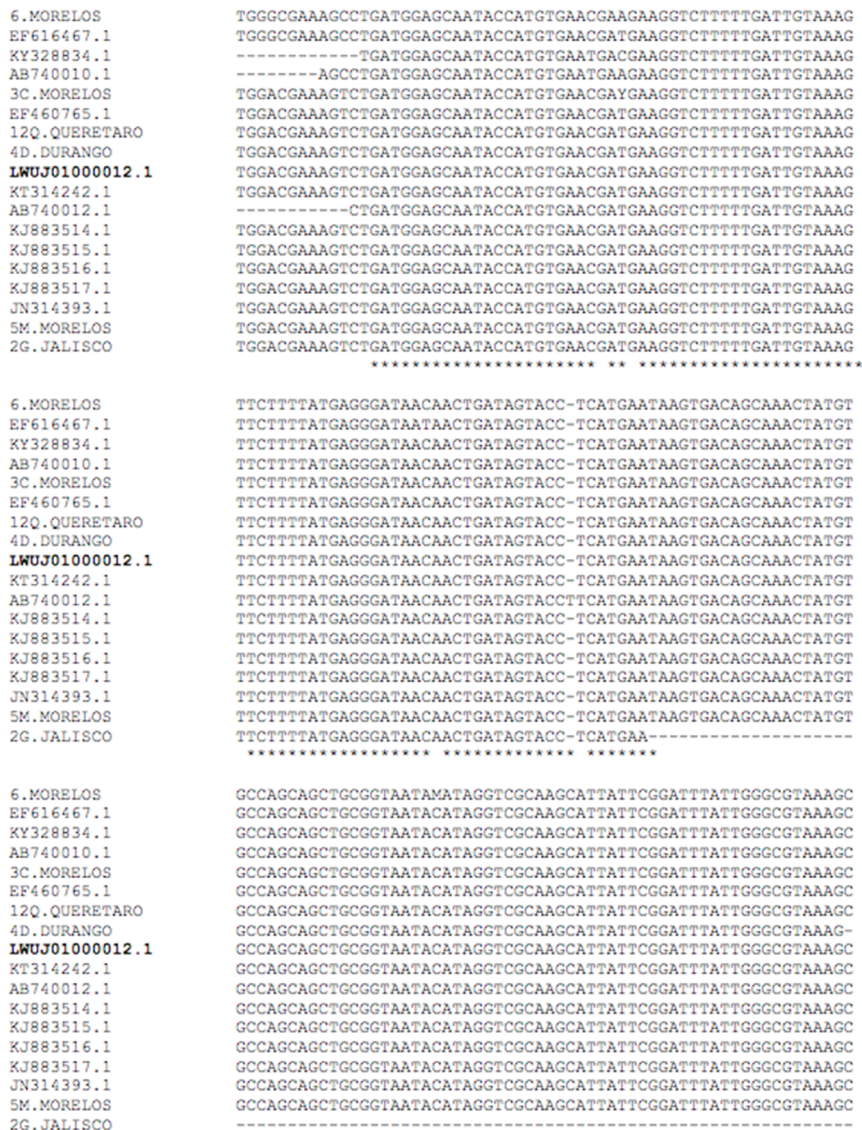 6.MORELOS TGGGCGAAAGCCTGATGGAGCAATACCATGTGAACGAAGAAGGTCTTTTTGATTGTAAAG
EF616467.1 TGGGCGAAAGCCTGATGGAGCAATACCATGTGAACGATGAAGGTCTTTTTGATTGTAAAG
KY328834.1 ------------TGATGGAGCAATACCATGTGAATGACGAAGGTCTTTTTGATTGTAAAG
AB740010.1 --------AGCCTGATGGAGCAATACCATGTGAATGAAGAAGGTCTTTTTGATTGTAAAG
3C.MORELOS TGGACGAAAGTCTGATGGAGCAATACCATGTGAACGAYGAAGGTCTTTTTGATTGTAAAG
EF460765.1 TGGACGAAAGTCTGATGGAGCAATACCATGTGAACGATGAAGGTCTTTTTGATTGTAAAG
12Q.QUERETARO TGGACGAAAGTCTGATGGAGCAATACCATGTGAACGATGAAGGTCTTTTTGATTGTAAAG
4D.DURANGO TGGACGAAAGTCTGATGGAGCAATACCATGTGAACGATGAAGGTCTTTTTGATTGTAAAG
LWUJ01000012.1 TGGACGAAAGTCTGATGGAGCAATACCATGTGAACGATGAAGGTCTTTTTGATTGTAAAG
KT314242.1 TGGACGAAAGTCTGATGGAGCAATACCATGTGAACGATGAAGGTCTTTTTGATTGTAAAG
AB740012.1 -----------CTGATGGAGCAATACCATGTGAACGATGAAGGTCTTTTTGATTGTAAAG
KJ883514.1 TGGACGAAAGTCTGATGGAGCAATACCATGTGAACGATGAAGGTCTTTTTGATTGTAAAG
KJ883515.1 TGGACGAAAGTCTGATGGAGCAATACCATGTGAACGATGAAGGTCTTTTTGATTGTAAAG
KJ883516.1 TGGACGAAAGTCTGATGGAGCAATACCATGTGAACGATGAAGGTCTTTTTGATTGTAAAG
KJ883517.1 TGGACGAAAGTCTGATGGAGCAATACCATGTGAACGATGAAGGTCTTTTTGATTGTAAAG
JN314393.1 TGGACGAAAGTCTGATGGAGCAATACCATGTGAACGATGAAGGTCTTTTTGATTGTAAAG
5M.MORELOS TGGACGAAAGTCTGATGGAGCAATACCATGTGAACGATGAAGGTCTTTTTGATTGTAAAG
2G.JALISCO TGGACGAAAGTCTGATGGAGCAATACCATGTGAACGATGAAGGTCTTTTTGATTGTAAAG
********************** ** **********************
6.MORELOS TTCTTTTATGAGGGATAACAACTGATAGTACC-TCATGAATAAGTGACAGCAAACTATGT
EF616467.1 TTCTTTTATGAGGGATAATAACTGATAGTACC-TCATGAATAAGTGACAGCAAACTATGT
KY328834.1 TTCTTTTATGAGGGATAACAACTGATAGTACC-TCATGAATAAGTGACAGCAAACTATGT
AB740010.1 TTCTTTTATGAGGGATAACAACTGATAGTACC-TCATGAATAAGTGACAGCAAACTATGT
3C.MORELOS TTCTTTTATGAGGGATAACAACTGATAGTACC-TCATGAATAAGTGACAGCAAACTATGT
EF460765.1 TTCTTTTATGAGGGATAACAACTGATAGTACC-TCATGAATAAGTGACAGCAAACTATGT
12Q.QUERETARO TTCTTTTATGAGGGATAACAACTGATAGTACC-TCATGAATAAGTGACAGCAAACTATGT
4D.DURANGO TTCTTTTATGAGGGATAACAACTGATAGTACC-TCATGAATAAGTGACAGCAAACTATGT
LWUJ01000012.1 TTCTTTTATGAGGGATAACAACTGATAGTACC-TCATGAATAAGTGACAGCAAACTATGT
KT314242.1 TTCTTTTATGAGGGATAACAACTGATAGTACC-TCATGAATAAGTGACAGCAAACTATGT
AB740012.1 TTCTTTTATGAGGGATAACAACTGATAGTACCTTCATGAATAAGTGACAGCAAACTATGT
KJ883514.1 TTCTTTTATGAGGGATAACAACTGATAGTACC-TCATGAATAAGTGACAGCAAACTATGT
KJ883515.1 TTCTTTTATGAGGGATAACAACTGATAGTACC-TCATGAATAAGTGACAGCAAACTATGT
KJ883516.1 TTCTTTTATGAGGGATAACAACTGATAGTACC-TCATGAATAAGTGACAGCAAACTATGT
KJ883517.1 TTCTTTTATGAGGGATAACAACTGATAGTACC-TCATGAATAAGTGACAGCAAACTATGT
JN314393.1 TTCTTTTATGAGGGATAACAACTGATAGTACC-TCATGAATAAGTGACAGCAAACTATGT
5M.MORELOS TTCTTTTATGAGGGATAACAACTGATAGTACC-TCATGAATAAGTGACAGCAAACTATGT
2G.JALISCO TTCTTTTATGAGGGATAACAACTGATAGTACC-TCATGAA--------------------
****************** ************* *******
6.MORELOS GCCAGCAGCTGCGGTAATAMATAGGTCGCAAGCATTATTCGGATTTATTGGGCGTAAAGC
EF616467.1 GCCAGCAGCTGCGGTAATACATAGGTCGCAAGCATTATTCGGATTTATTGGGCGTAAAGC
KY328834.1 GCCAGCAGCTGCGGTAATACATAGGTCGCAAGCATTATTCGGATTTATTGGGCGTAAAGC
AB740010.1 GCCAGCAGCTGCGGTAATACATAGGTCGCAAGCATTATTCGGATTTATTGGGCGTAAAGC
3C.MORELOS GCCAGCAGCTGCGGTAATACATAGGTCGCAAGCATTATTCGGATTTATTGGGCGTAAAGC
EF460765.1 GCCAGCAGCTGCGGTAATACATAGGTCGCAAGCATTATTCGGATTTATTGGGCGTAAAGC
12Q.QUERETARO GCCAGCAGCTGCGGTAATACATAGGTCGCAAGCATTATTCGGATTTATTGGGCGTAAAGC
4D.DURANGO GCCAGCAGCTGCGGTAATACATAGGTCGCAAGCATTATTCGGATTTATTGGGCGTAAAG-
LWUJ01000012.1 GCCAGCAGCTGCGGTAATACATAGGTCGCAAGCATTATTCGGATTTATTGGGCGTAAAGC
KT314242.1 GCCAGCAGCTGCGGTAATACATAGGTCGCAAGCATTATTCGGATTTATTGGGCGTAAAGC
AB740012.1 GCCAGCAGCTGCGGTAATACATAGGTCGCAAGCATTATTCGGATTTATTGGGCGTAAAGC
KJ883514.1 GCCAGCAGCTGCGGTAATACATAGGTCGCAAGCATTATTCGGATTTATTGGGCGTAAAGC
KJ883515.1 GCCAGCAGCTGCGGTAATACATAGGTCGCAAGCATTATTCGGATTTATTGGGCGTAAAGC
KJ883516.1 GCCAGCAGCTGCGGTAATACATAGGTCGCAAGCATTATTCGGATTTATTGGGCGTAAAGC
KJ883517.1 GCCAGCAGCTGCGGTAATACATAGGTCGCAAGCATTATTCGGATTTATTGGGCGTAAAGC
JN314393.1 GCCAGCAGCTGCGGTAATACATAGGTCGCAAGCATTATTCGGATTTATTGGGCGTAAAGC
5M.MORELOS GCCAGCAGCTGCGGTAATACATAGGTCGCAAGCATTATTCGGATTTATTGGGCGTAAAGC
2G.JALISCO ------------------------------------------------------------